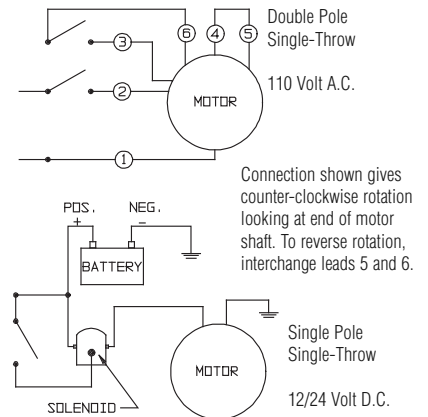 Double Pole
Single-Throw
110 Volt A.C.
6
4
5
3
2
MOTOR
1
Connection shown gives
counter-clockwise rotation
looking at end of motor
shaft. To reverse rotation,
interchange leads 5 and 6.
POS. NEG.
+ −
BATTERY
MOTOR
SOLENOID
Single Pole
Single-Throw
12/24 Volt D.C.